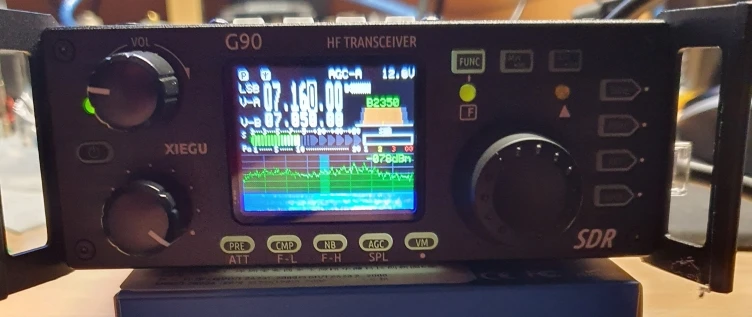 VOL
G90
HF TRANSCEIVER
FUNC
P
AGC-A 12.6V
LSB
V-A 07.160.00
B2350
V-B 07.050.00
-078dBm
XIEGU
F
PRE CMP NB AGC VM
ATT F-L F-H SPL
SDR